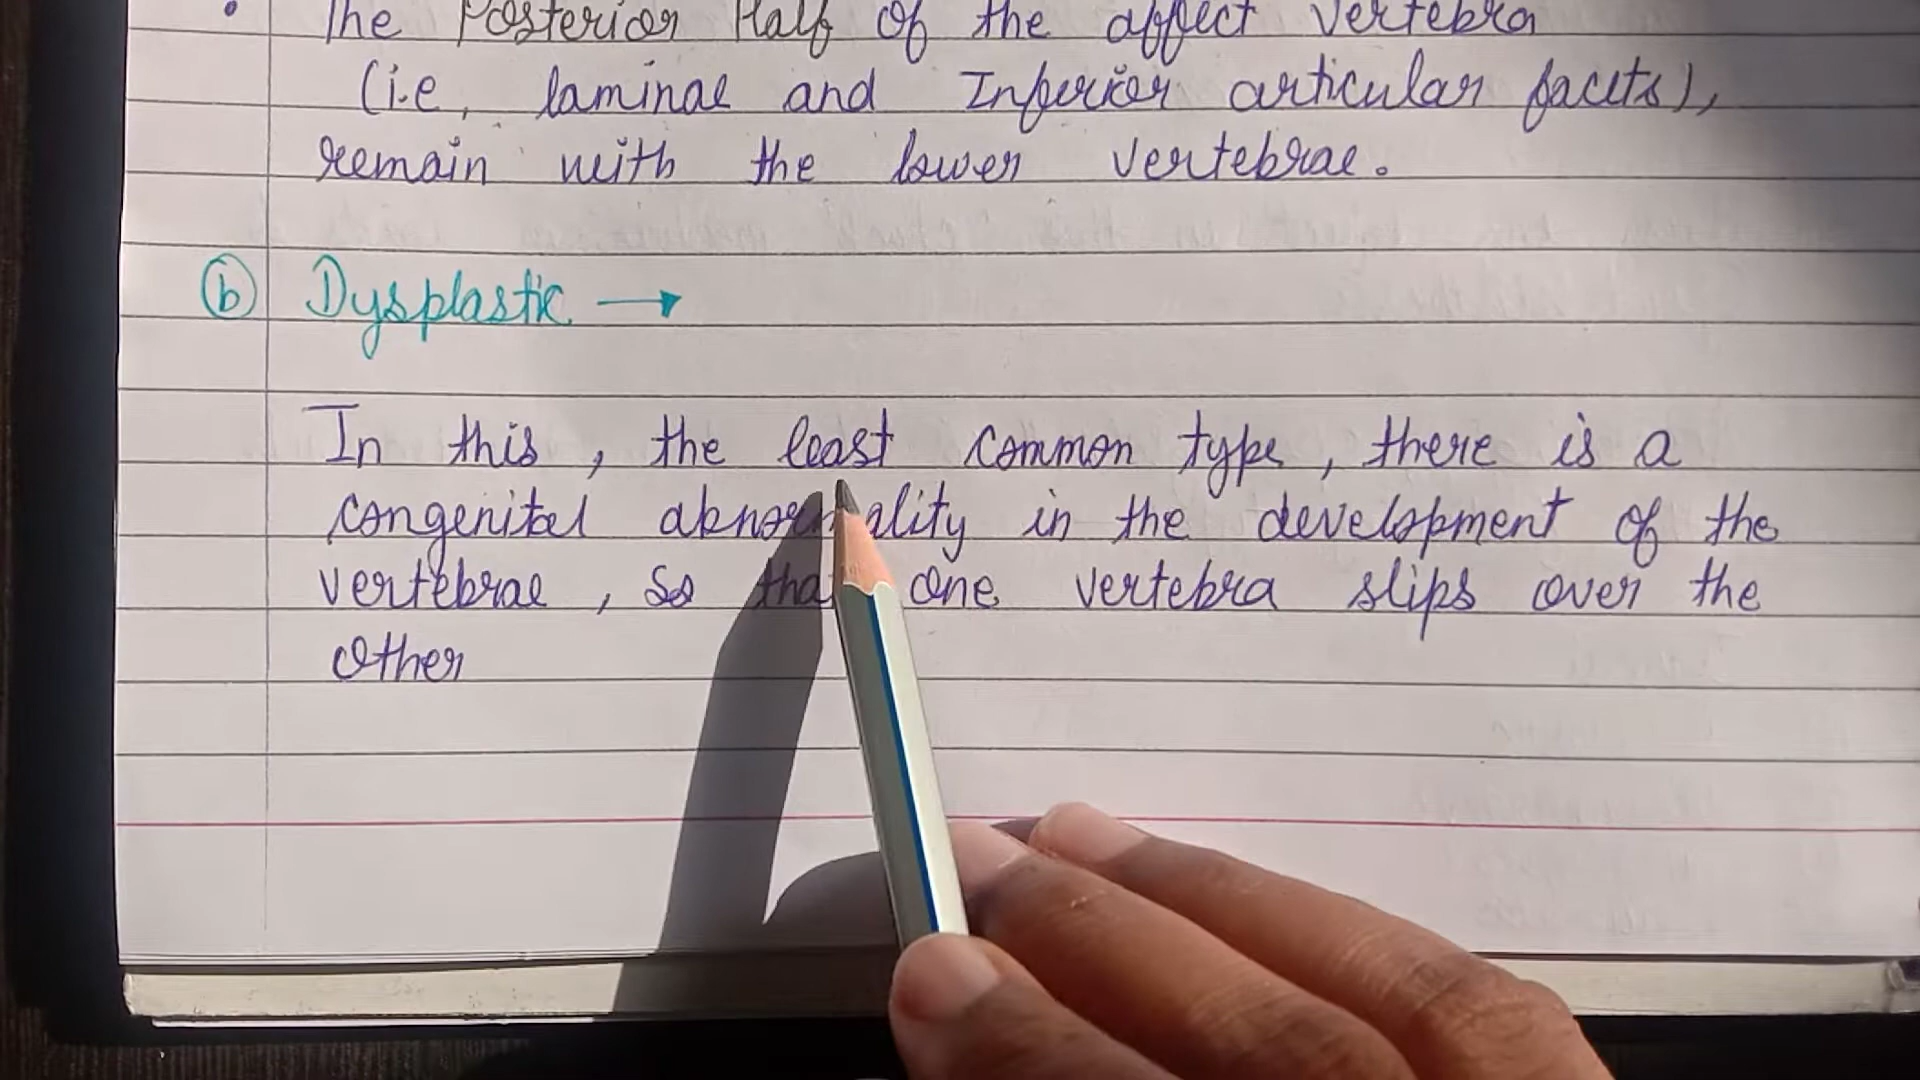 • The Posterior Half of the affect vertebra
(i.e, laminae and Inferior articular facets),
remain with the lower vertebrae.
(b) Dysplastic →
In this, the least common type, there is a
congenital abnormality in the development of the
vertebrae, so that one vertebra slips over the
other